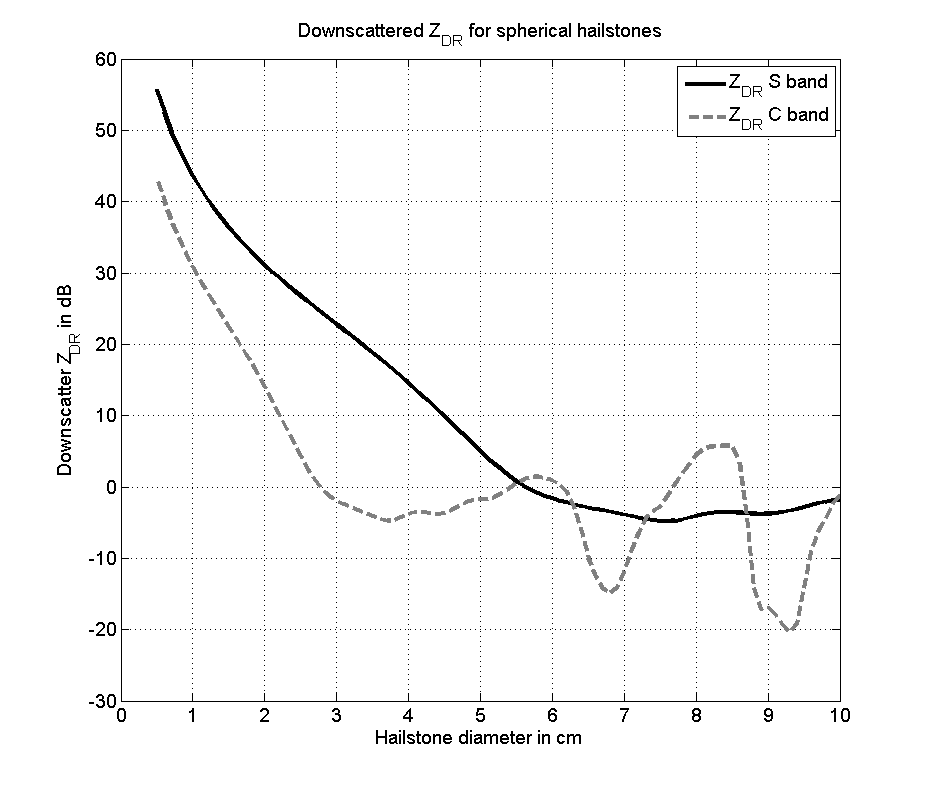 Downscattered Z_DR for spherical hailstones
Z_DR S band
Z_DR C band
60
50
40
30
20
10
0
-10
-20
-30
Downscatter Z_DR in dB
0 1 2 3 4 5 6 7 8 9 10
Hailstone diameter in cm